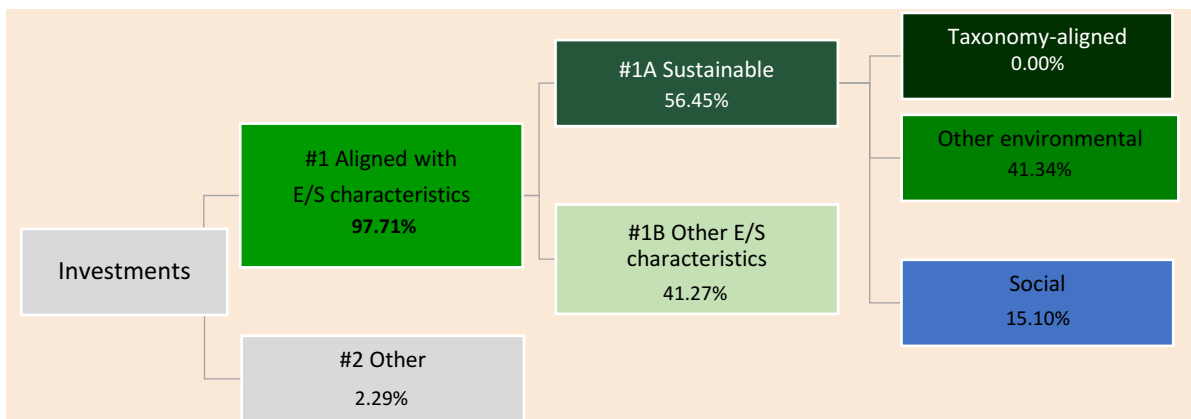 Investments
#1 Aligned with
E/S characteristics
97.71%
#2 Other
2.29%
#1A Sustainable
56.45%
#1B Other E/S
characteristics
41.27%
Taxonomy-aligned
0.00%
Other environmental
41.34%
Social
15.10%